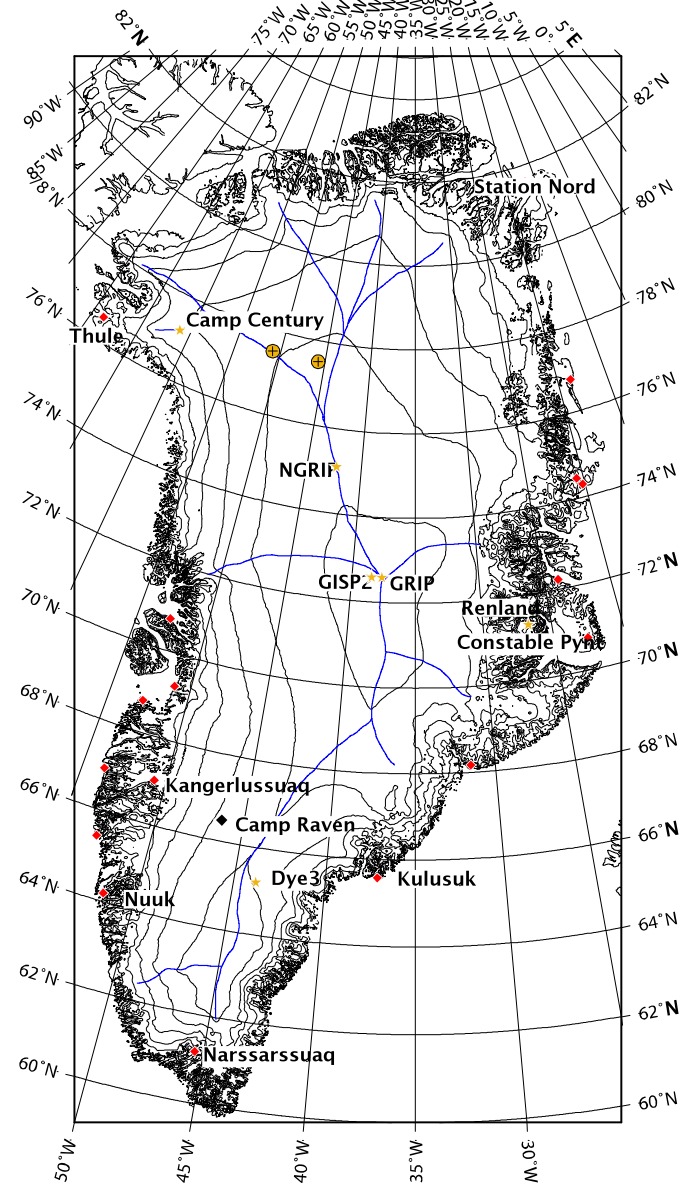 82°N
75°W
70°W
65°W
60°W
55°W
50°W
45°W
40°W
35°W
30°W
25°W
20°W
15°W
10°W
5°W
0°
5°E
90°W
85°W
78°N
76°N
74°N
72°N
70°N
68°N
66°N
64°N
62°N
60°N
82°N
80°N
78°N
76°N
74°N
72°N
70°N
68°N
66°N
64°N
62°N
60°N
Station Nord
Camp Century
Thule
NGRIP
GISP2
GRIP
Renland
Constable Pynt
Kangerlussuaq
Camp Raven
Dye3
Kulusuk
Nuuk
Narssarssuaq
50°W
45°W
40°W
35°W
30°W